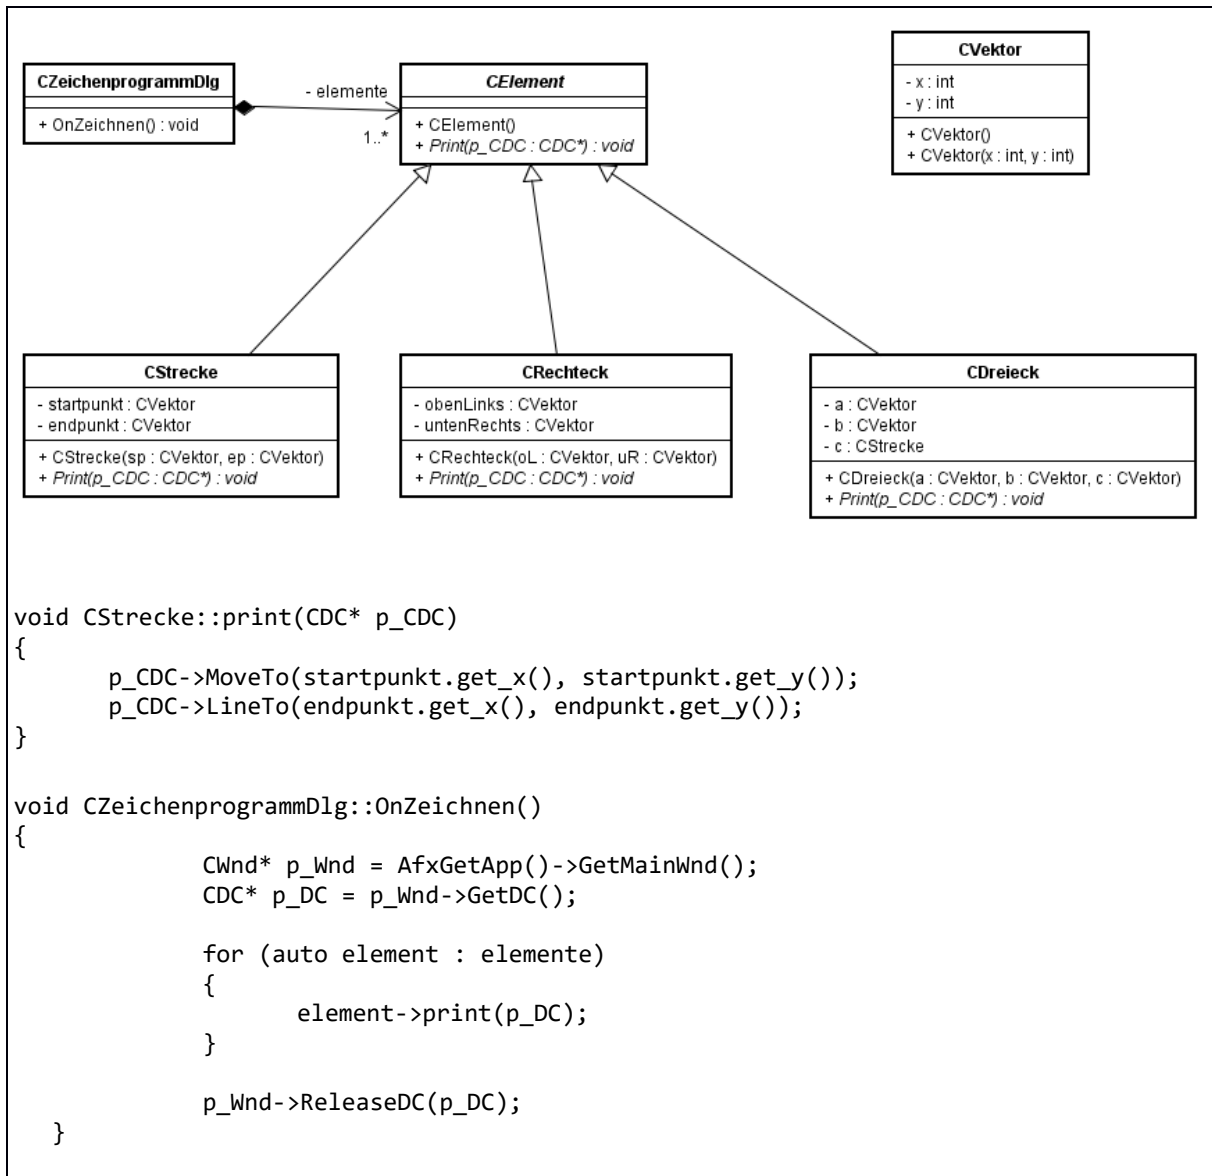 CZeichenprogrammDlg
+ OnZeichnen() : void
- elemente
1..*
CElement
+ CElement()
+ Print(p_CDC : CDC*) : void
CVektor
- x : int
- y : int
+ CVektor()
+ CVektor(x : int, y : int)
CStrecke
- startpunkt : CVektor
- endpunkt : CVektor
+ CStrecke(sp : CVektor, ep : CVektor)
+ Print(p_CDC : CDC*) : void
CRechteck
- obenLinks : CVektor
- untenRechts : CVektor
+ CRechteck(oL : CVektor, uR : CVektor)
+ Print(p_CDC : CDC*) : void
CDreieck
- a : CVektor
- b : CVektor
- c : CStrecke
+ CDreieck(a : CVektor, b : CVektor, c : CVektor)
+ Print(p_CDC : CDC*) : void
void CStrecke::print(CDC* p_CDC)
{
p_CDC->MoveTo(startpunkt.get_x(), startpunkt.get_y());
p_CDC->LineTo(endpunkt.get_x(), endpunkt.get_y());
}
void CZeichenprogrammDlg::OnZeichnen()
{
CWnd* p_Wnd = AfxGetApp()->GetMainWnd();
CDC* p_DC = p_Wnd->GetDC();
for (auto element : elemente)
{
element->print(p_DC);
}
p_Wnd->ReleaseDC(p_DC);
}